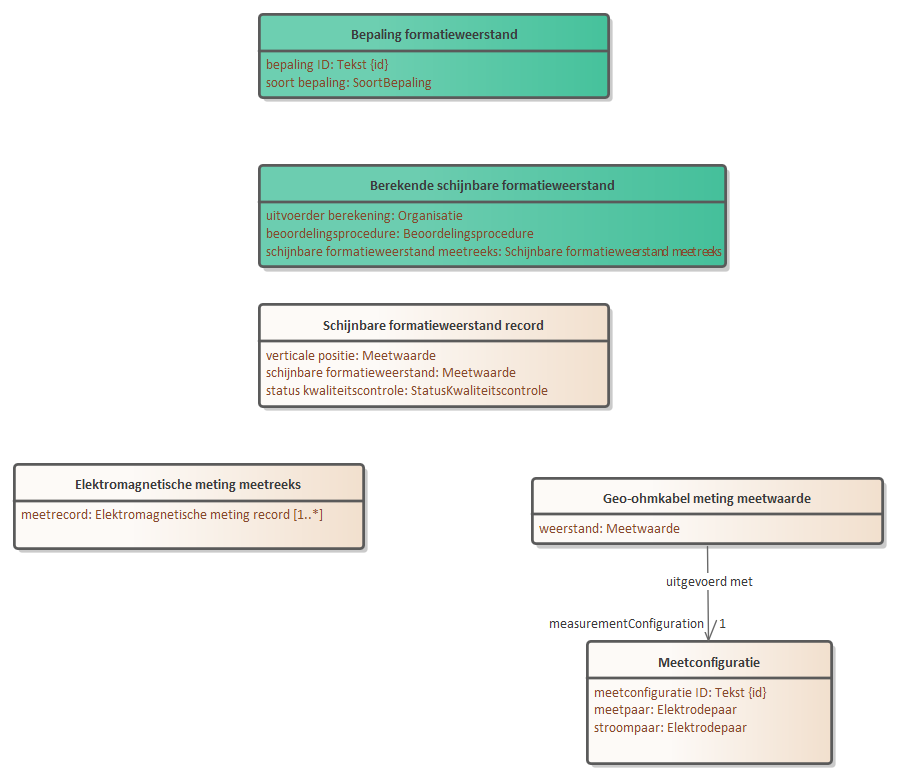 Bepaling formatieweerstand
bepaling ID: Tekst {id}
soort bepaling: SoortBepaling
Berekende schijnbare formatieweerstand
uitvoerder berekening: Organisatie
beoordelingsprocedure: Beoordelingsprocedure
schijnbare formatieweerstand meetreeks: Schijnbare formatieweerstand meetreeks
Schijnbare formatieweerstand record
verticale positie: Meetwaarde
schijnbare formatieweerstand: Meetwaarde
status kwaliteitscontrole: StatusKwaliteitscontrole
Elektromagnetische meting meetreeks
meetrecord: Elektromagnetische meting record [1..*]
Geo-ohmkabel meting meetwaarde
weerstand: Meetwaarde
uitgevoerd met
measurementConfiguration 1
Meetconfiguratie
meetconfiguratie ID: Tekst {id}
meetpaar: Elektrodepaar
stroompaar: Elektrodepaar